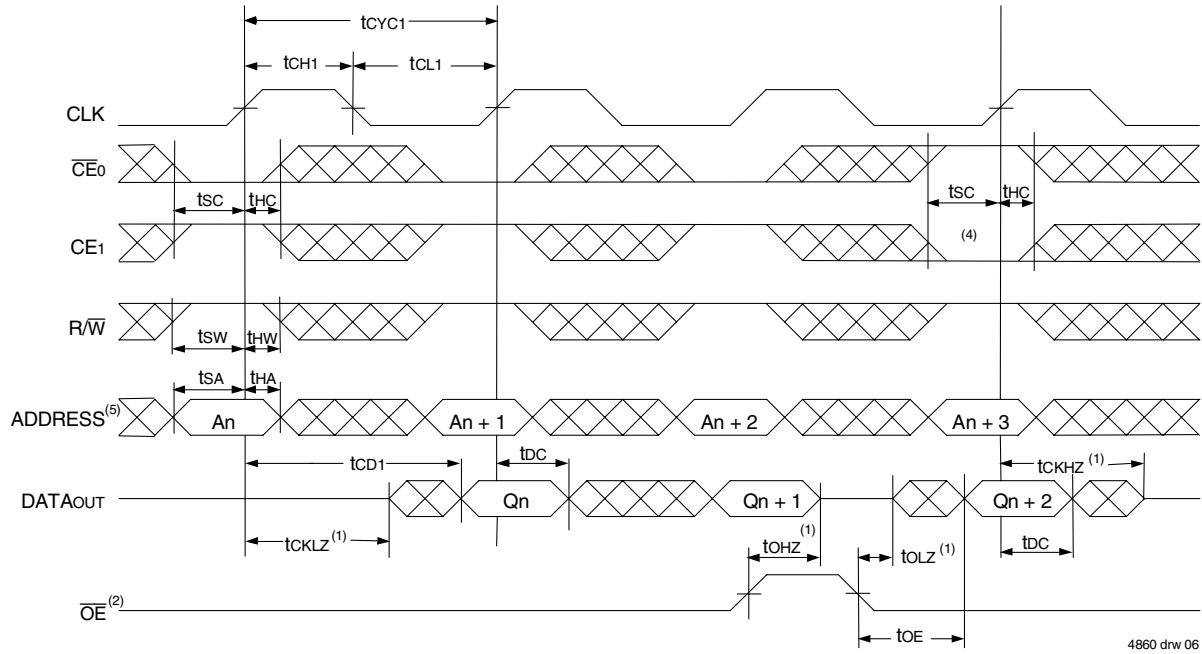 tCYC1
tCH1 tCL1
CLK
CE0
tSC tHC tSC tHC
CE1 (4)
R/W
tSW tHW
tSA tHA
ADDRESS(5) An An + 1 An + 2 An + 3
tCD1 tDC tCKHZ(1)
DATAOUT Qn Qn + 1 Qn + 2
tCKLZ(1) tOHZ(1) tOLZ(1) tDC
OE(2)
tOE
4860 drw 06